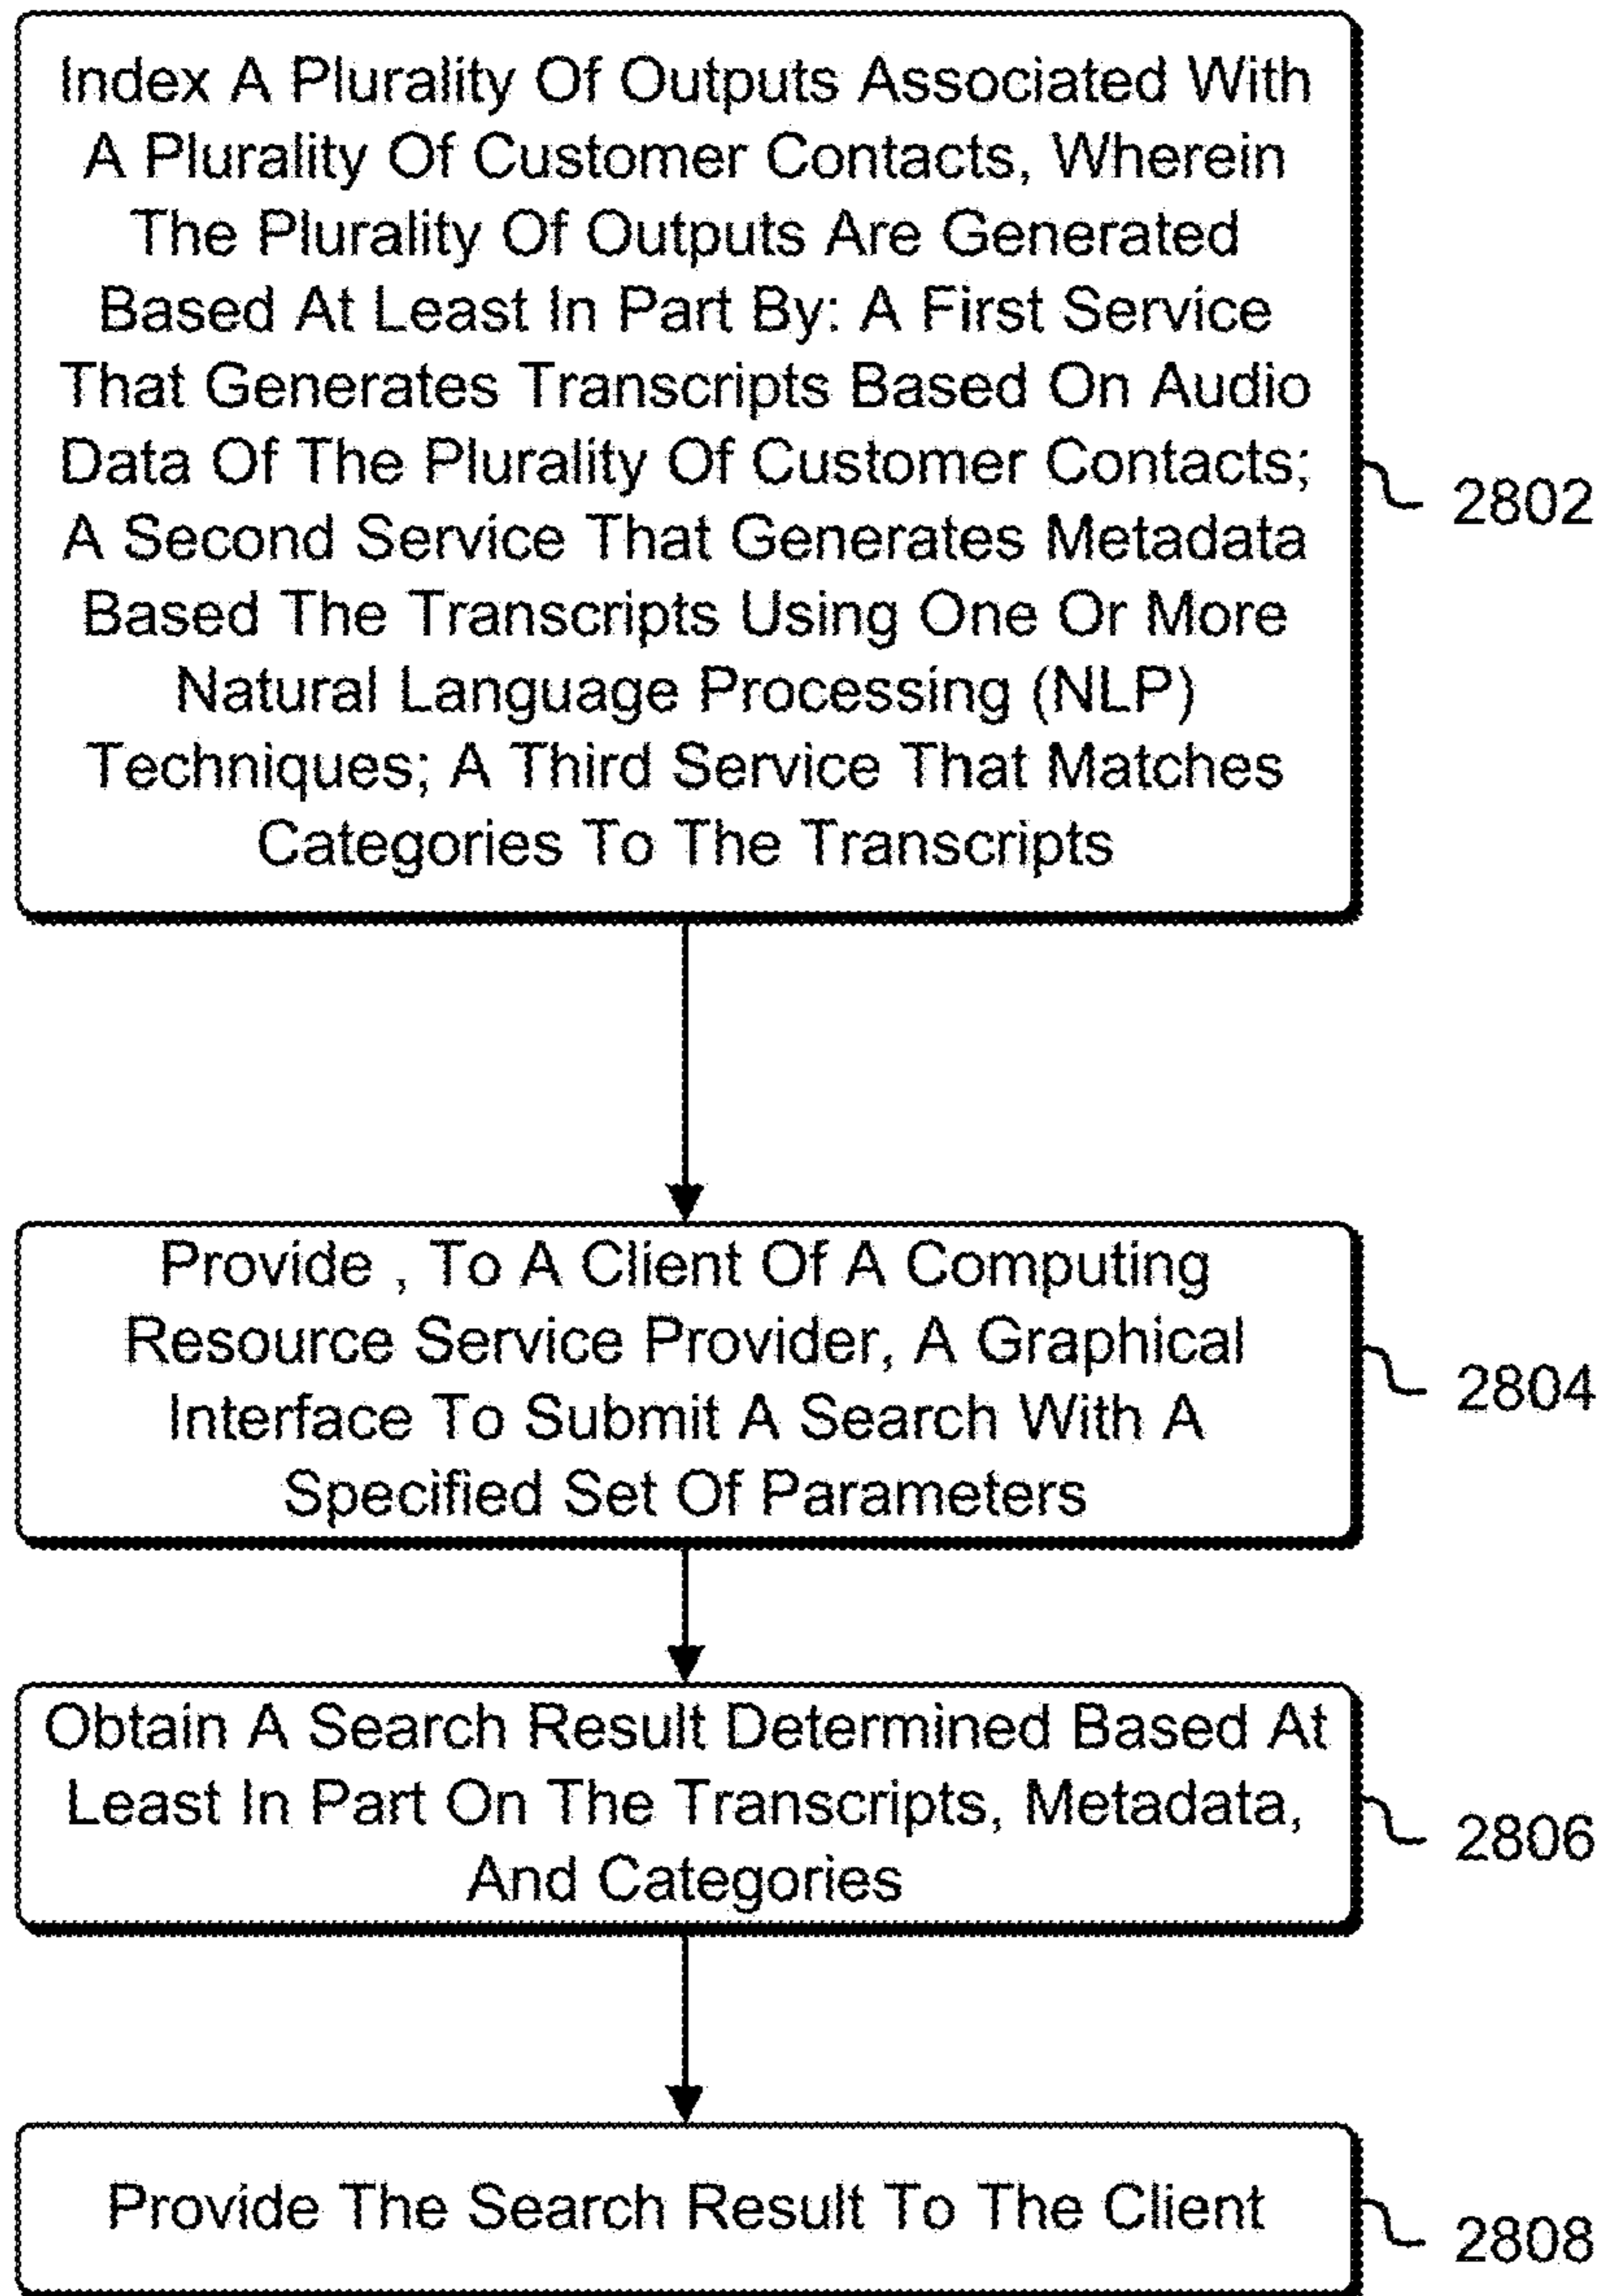 Index A Plurality Of Outputs Associated With
A Plurality Of Customer Contacts, Wherein
The Plurality Of Outputs Are Generated
Based At Least In Part By: A First Service
That Generates Transcripts Based On Audio
Data Of The Plurality Of Customer Contacts;
A Second Service That Generates Metadata
Based The Transcripts Using One Or More
Natural Language Processing (NLP)
Techniques; A Third Service That Matches
Categories To The Transcripts
2802
Provide , To A Client Of A Computing
Resource Service Provider, A Graphical
Interface To Submit A Search With A
Specified Set Of Parameters
2804
Obtain A Search Result Determined Based At
Least In Part On The Transcripts, Metadata,
And Categories
2806
Provide The Search Result To The Client
2808